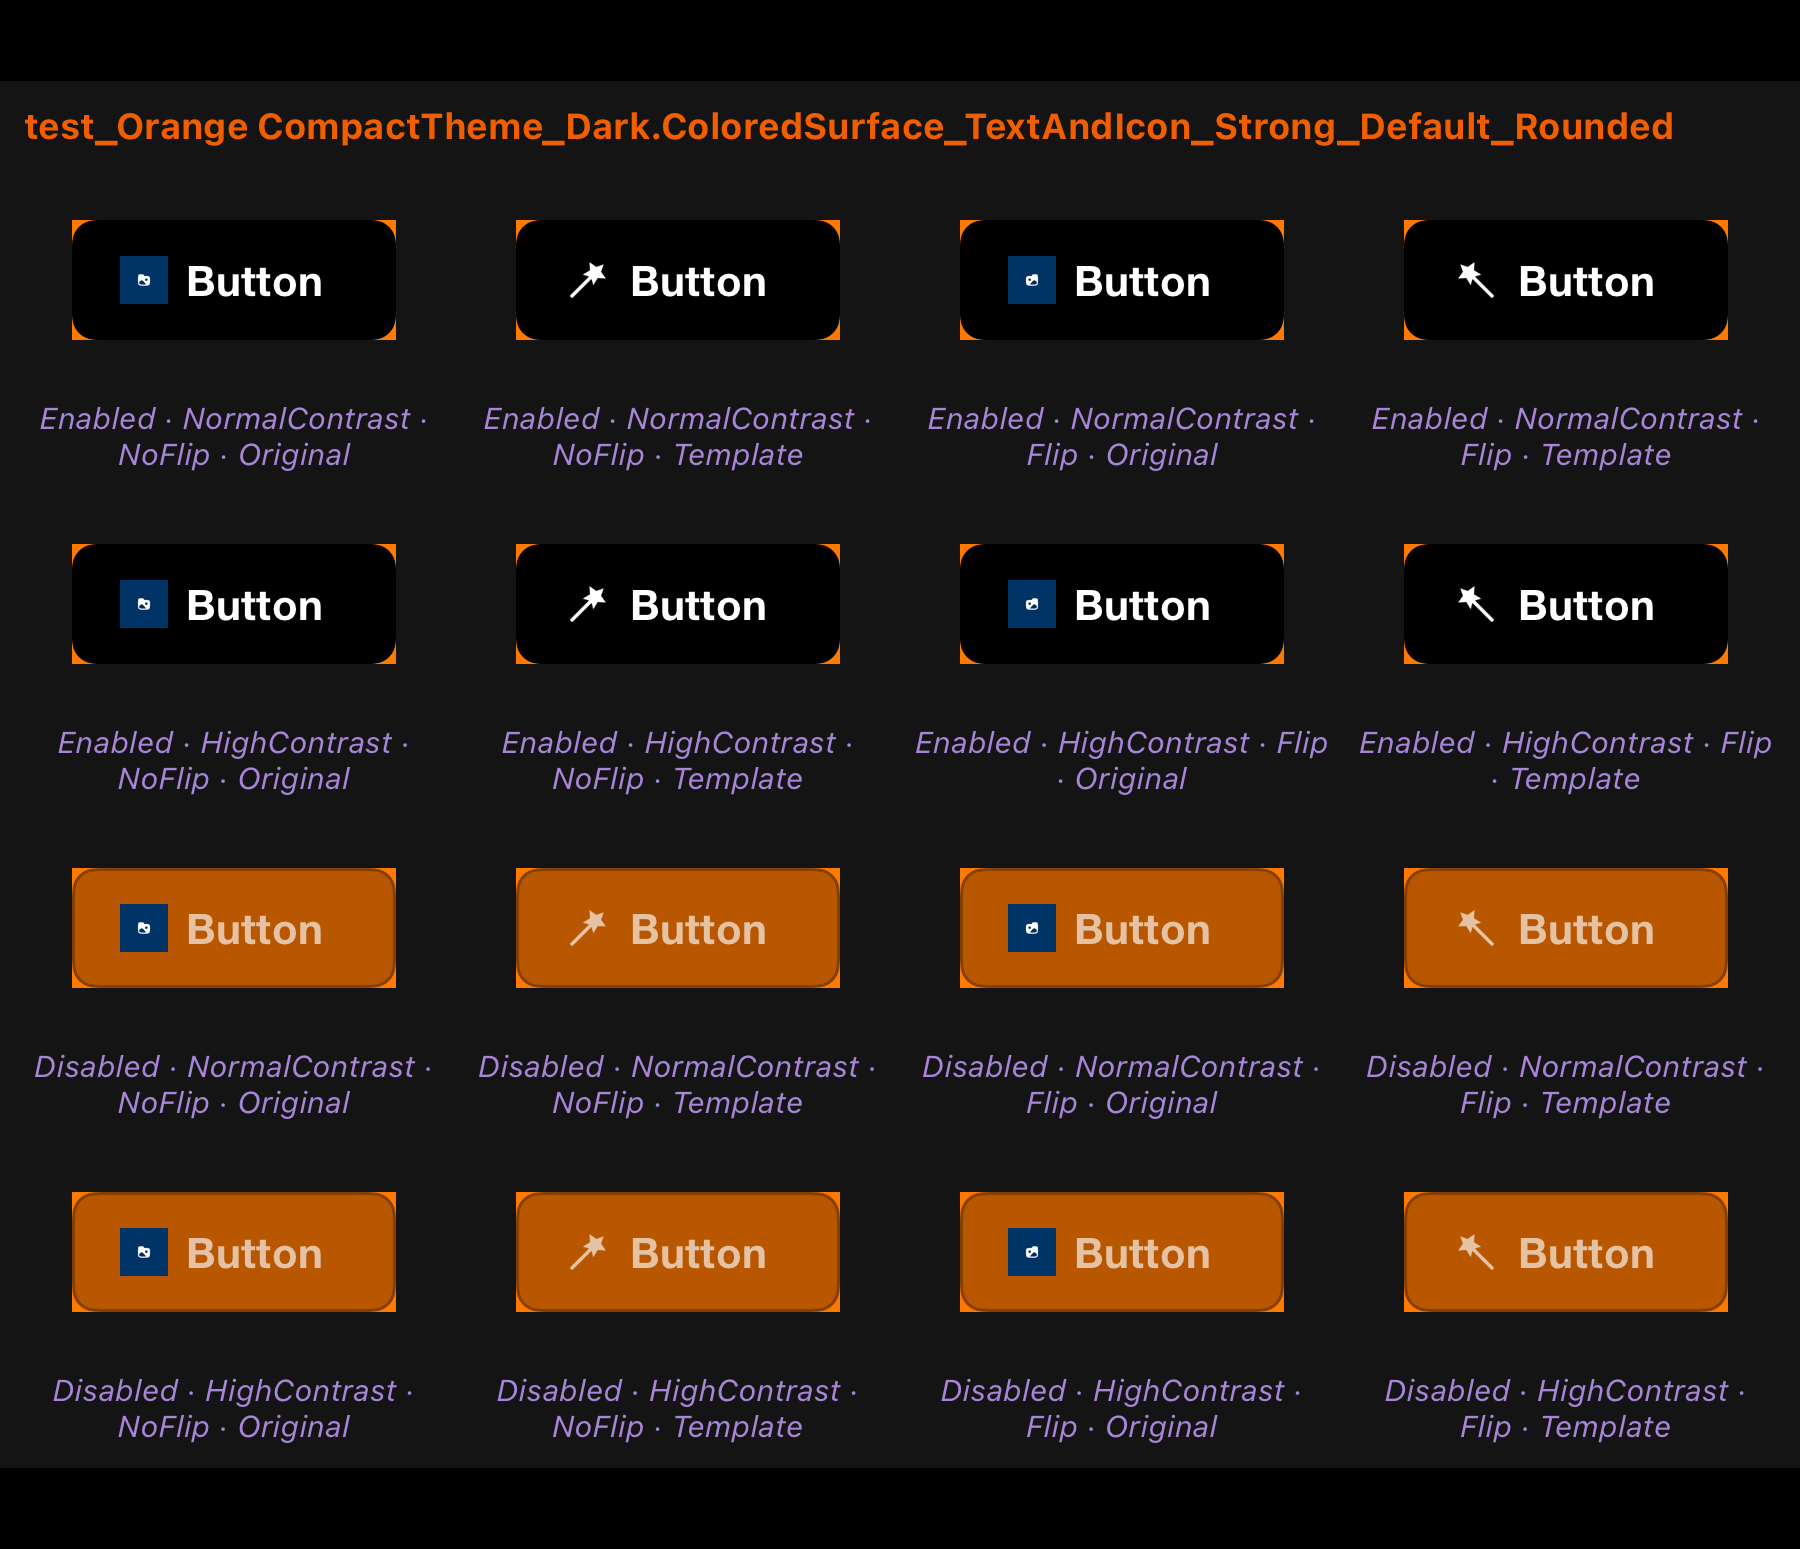 test_Orange CompactTheme_Dark.ColoredSurface_TextAndIcon_Strong_Default_Rounded
Button Button Button Button
Enabled · NormalContrast · Enabled · NormalContrast · Enabled · NormalContrast · Enabled · NormalContrast ·
NoFlip · Original NoFlip · Template Flip · Original Flip · Template
Button Button Button Button
Enabled · HighContrast · Enabled · HighContrast · Enabled · HighContrast · Flip Enabled · HighContrast · Flip
NoFlip · Original NoFlip · Template · Original · Template
Button Button Button Button
Disabled · NormalContrast · Disabled · NormalContrast · Disabled · NormalContrast · Disabled · NormalContrast ·
NoFlip · Original NoFlip · Template Flip · Original Flip · Template
Button Button Button Button
Disabled · HighContrast · Disabled · HighContrast · Disabled · HighContrast · Disabled · HighContrast ·
NoFlip · Original NoFlip · Template Flip · Original Flip · Template